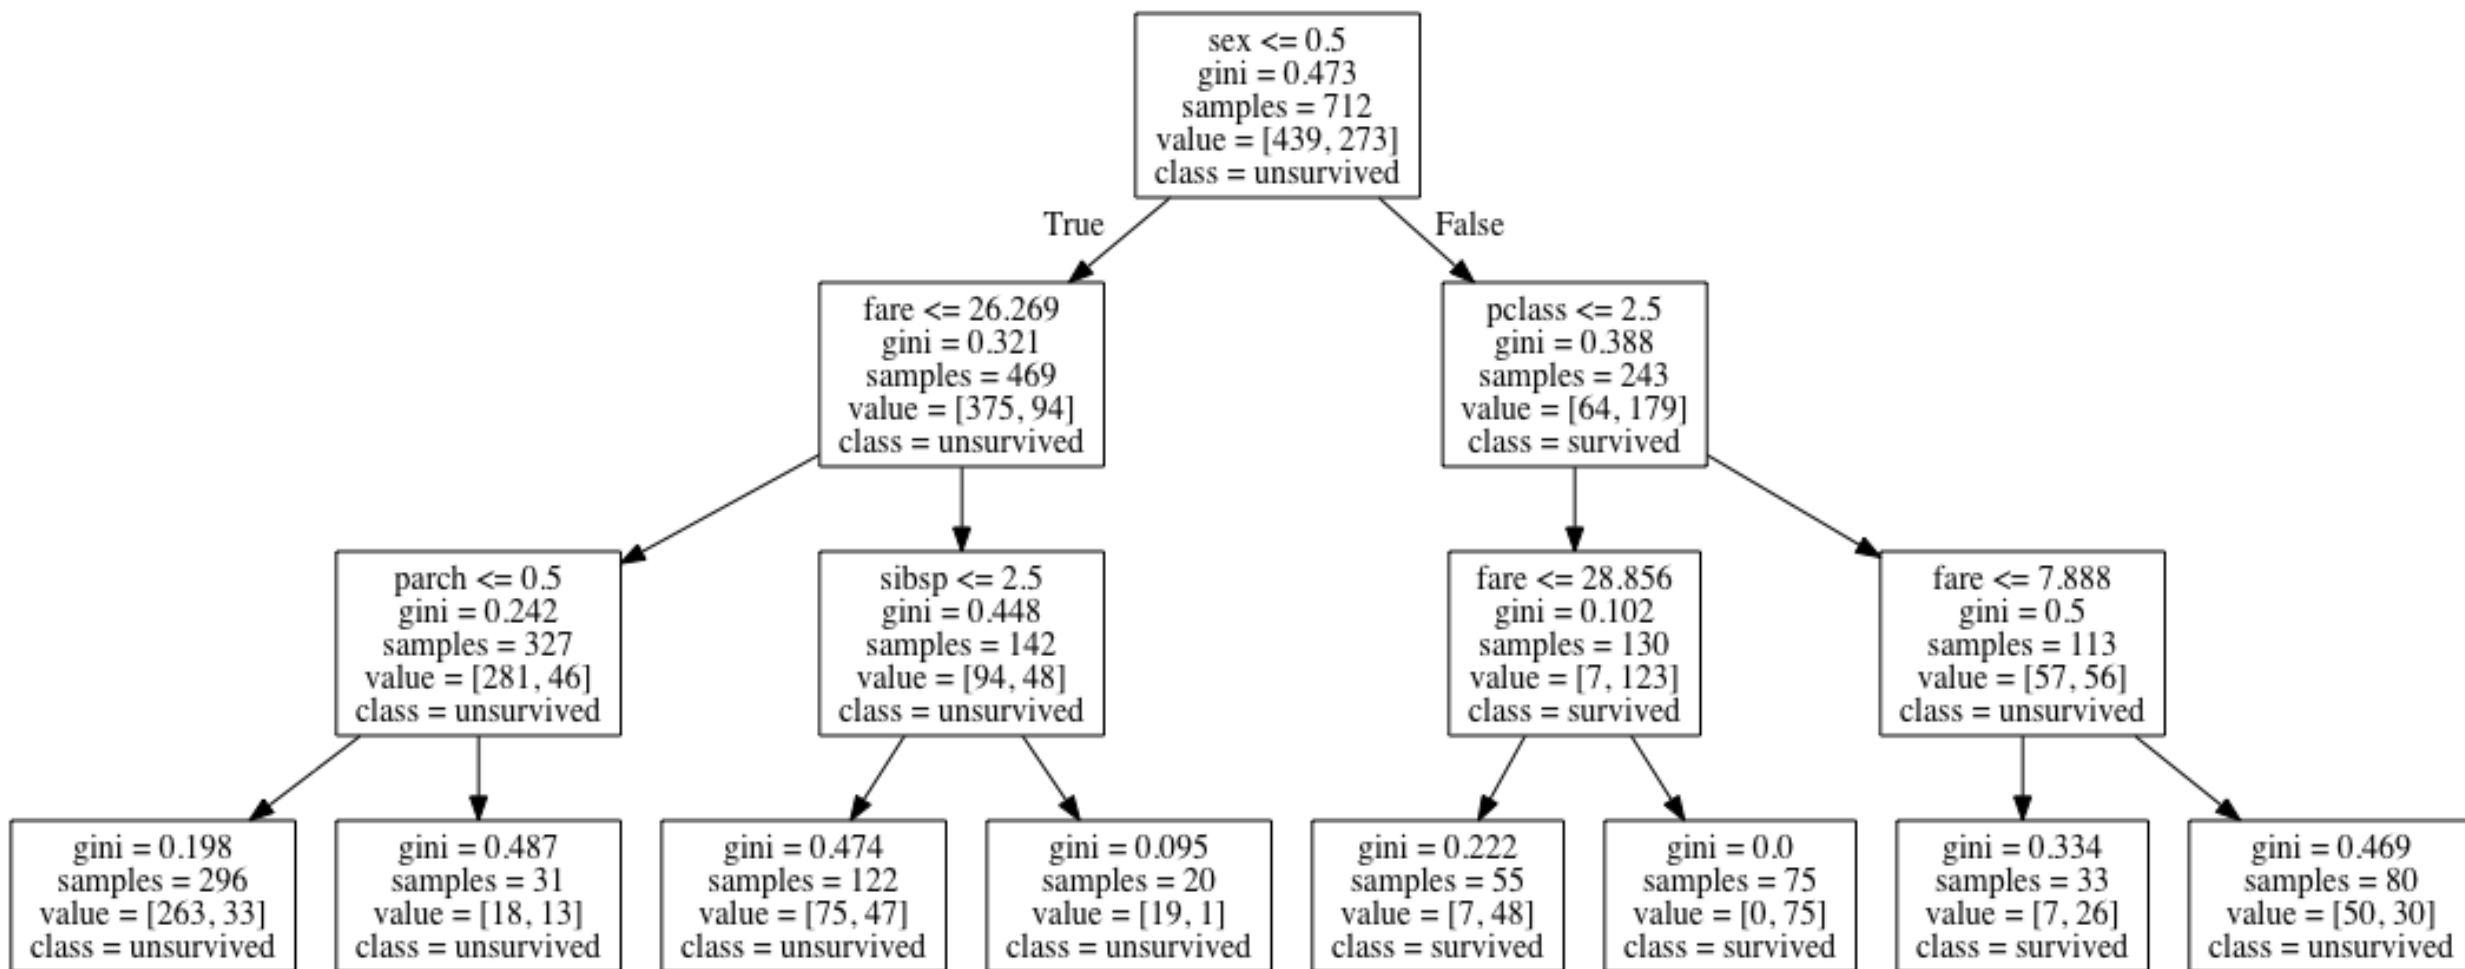 sex <= 0.5
gini = 0.473
samples = 712
value = [439, 273]
class = unsurvived
True
False
fare <= 26.269
gini = 0.321
samples = 469
value = [375, 94]
class = unsurvived
pclass <= 2.5
gini = 0.388
samples = 243
value = [64, 179]
class = survived
parch <= 0.5
gini = 0.242
samples = 327
value = [281, 46]
class = unsurvived
sibsp <= 2.5
gini = 0.448
samples = 142
value = [94, 48]
class = unsurvived
fare <= 28.856
gini = 0.102
samples = 130
value = [7, 123]
class = survived
fare <= 7.888
gini = 0.5
samples = 113
value = [57, 56]
class = unsurvived
gini = 0.198
samples = 296
value = [263, 33]
class = unsurvived
gini = 0.487
samples = 31
value = [18, 13]
class = unsurvived
gini = 0.474
samples = 122
value = [75, 47]
class = unsurvived
gini = 0.095
samples = 20
value = [19, 1]
class = unsurvived
gini = 0.222
samples = 55
value = [7, 48]
class = survived
gini = 0.0
samples = 75
value = [0, 75]
class = survived
gini = 0.334
samples = 33
value = [7, 26]
class = survived
gini = 0.469
samples = 80
value = [50, 30]
class = unsurvived